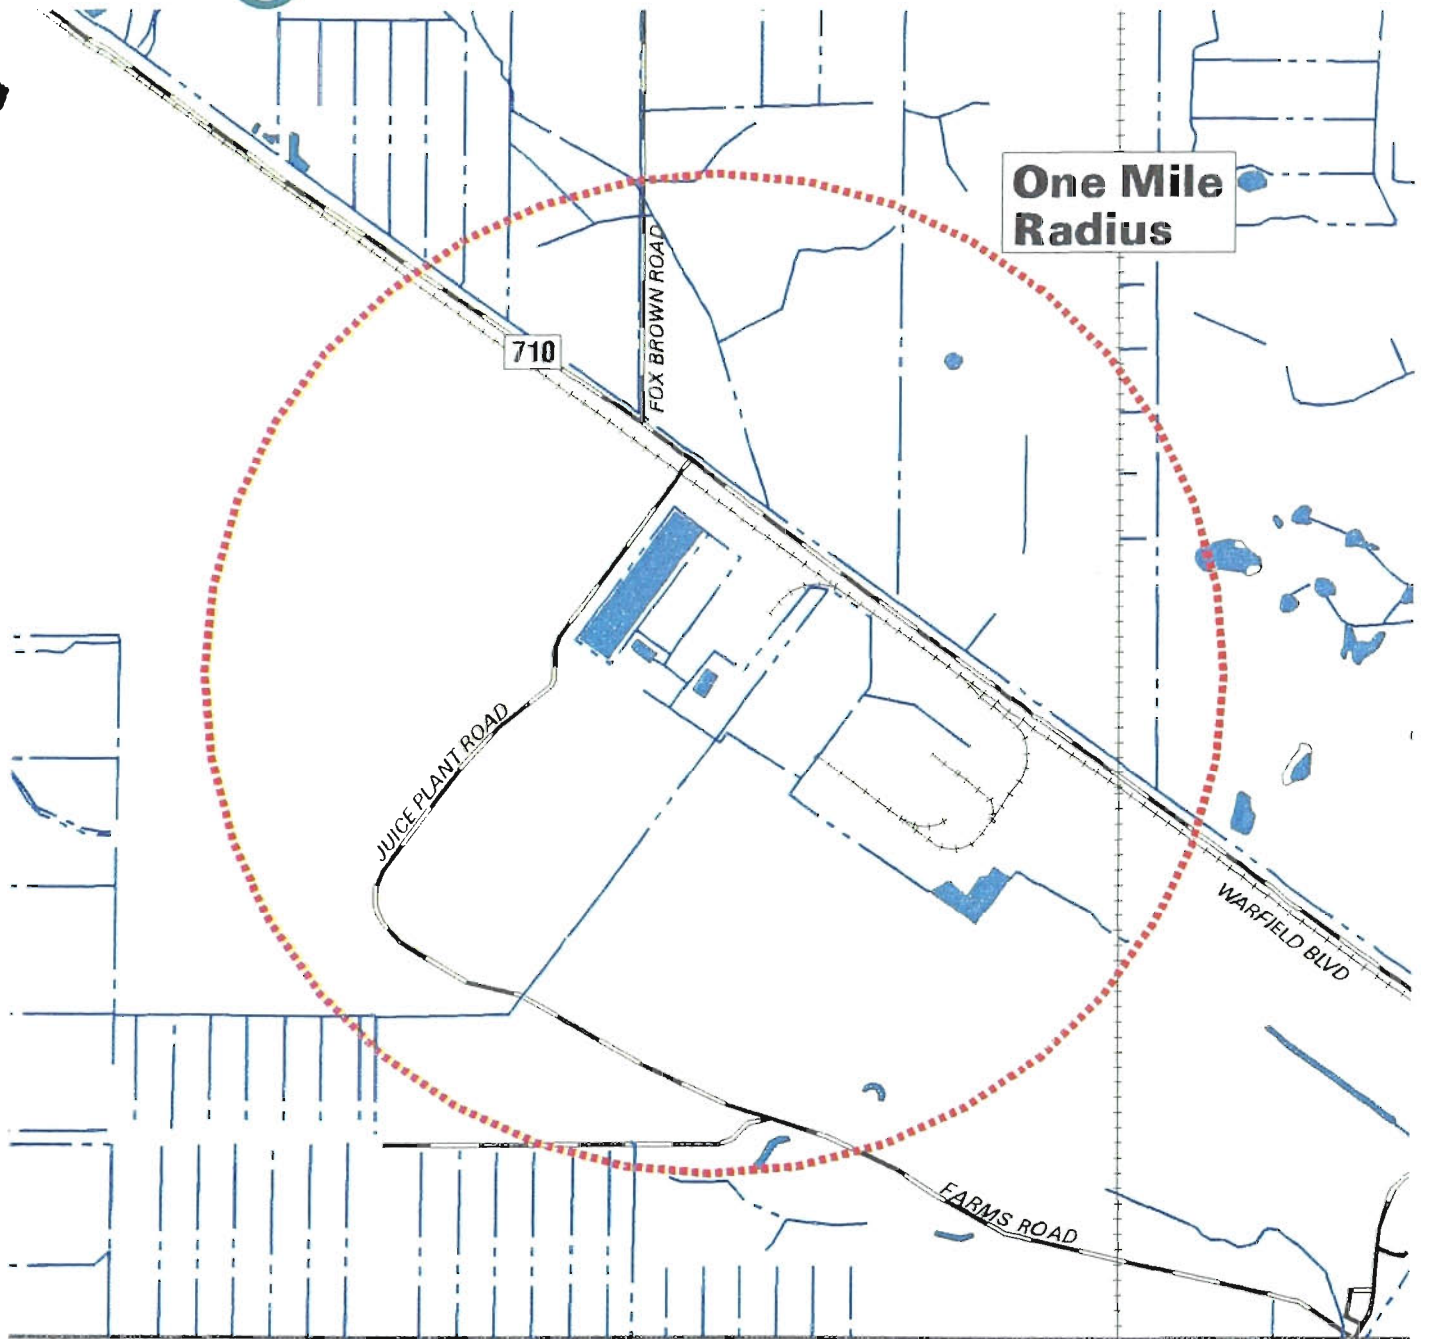 One Mile
Radius
FOX BROWN ROAD
710
JUICE PLANT ROAD
WARFIELD BLVD
FARMS ROAD